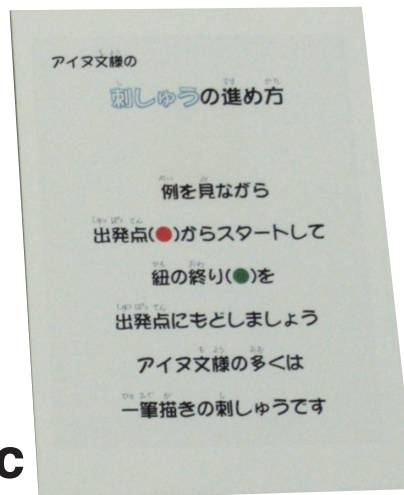 アイヌ文様の
刺しゅうの進め方
例を見ながら
出発点(●)からスタートして
紐の終り(●)を
出発点にもどしましょう
アイヌ文様の多くは
一筆描きの刺しゅうです
C